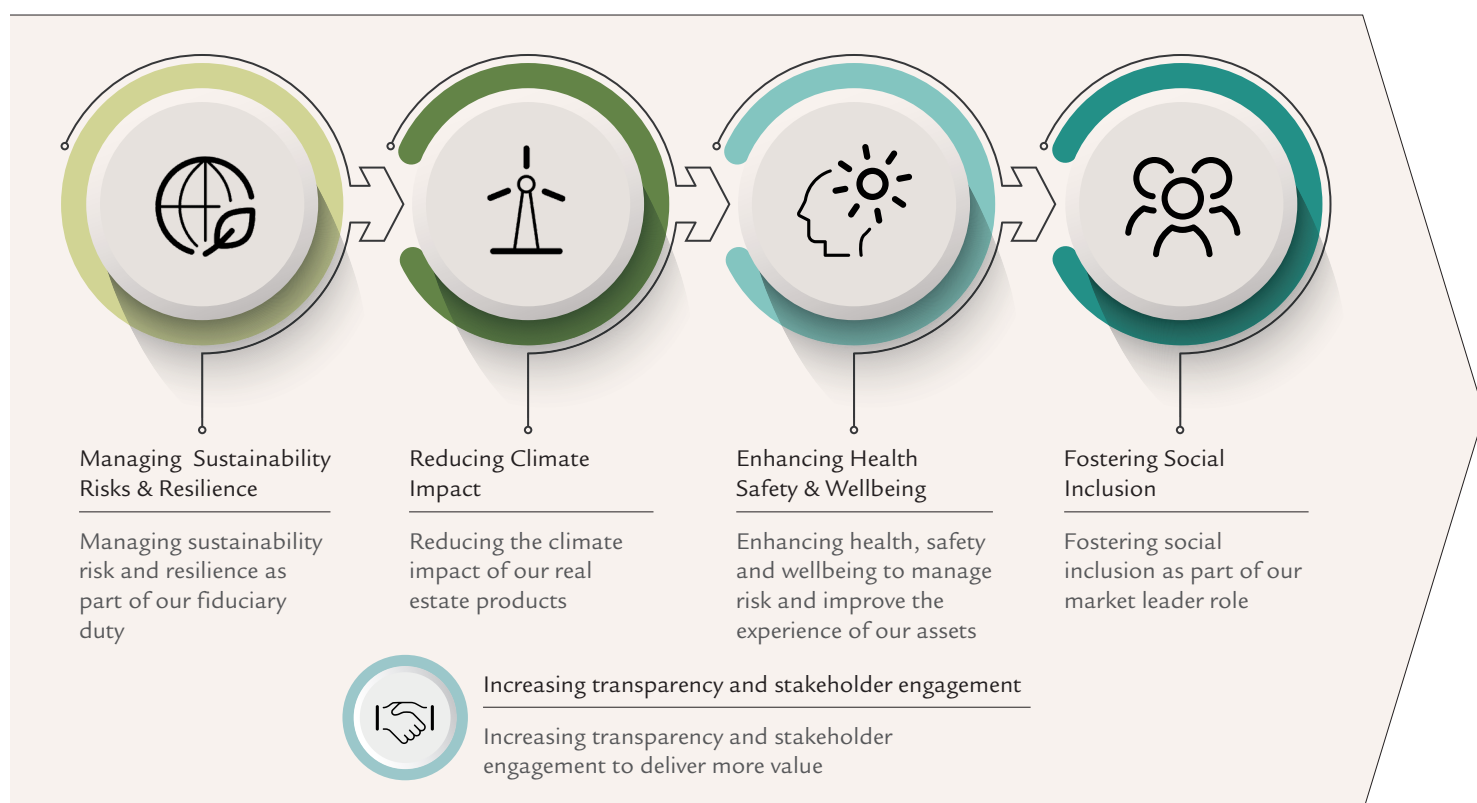 Managing Sustainability
Risks & Resilience
Managing sustainability
risk and resilience as
part of our fiduciary
duty
Reducing Climate
Impact
Reducing the climate
impact of our real
estate products
Enhancing Health
Safety & Wellbeing
Enhancing health, safety
and wellbeing to manage
risk and improve the
experience of our assets
Fostering Social
Inclusion
Fostering social
inclusion as part of our
market leader role
Increasing transparency and stakeholder engagement
Increasing transparency and stakeholder
engagement to deliver more value